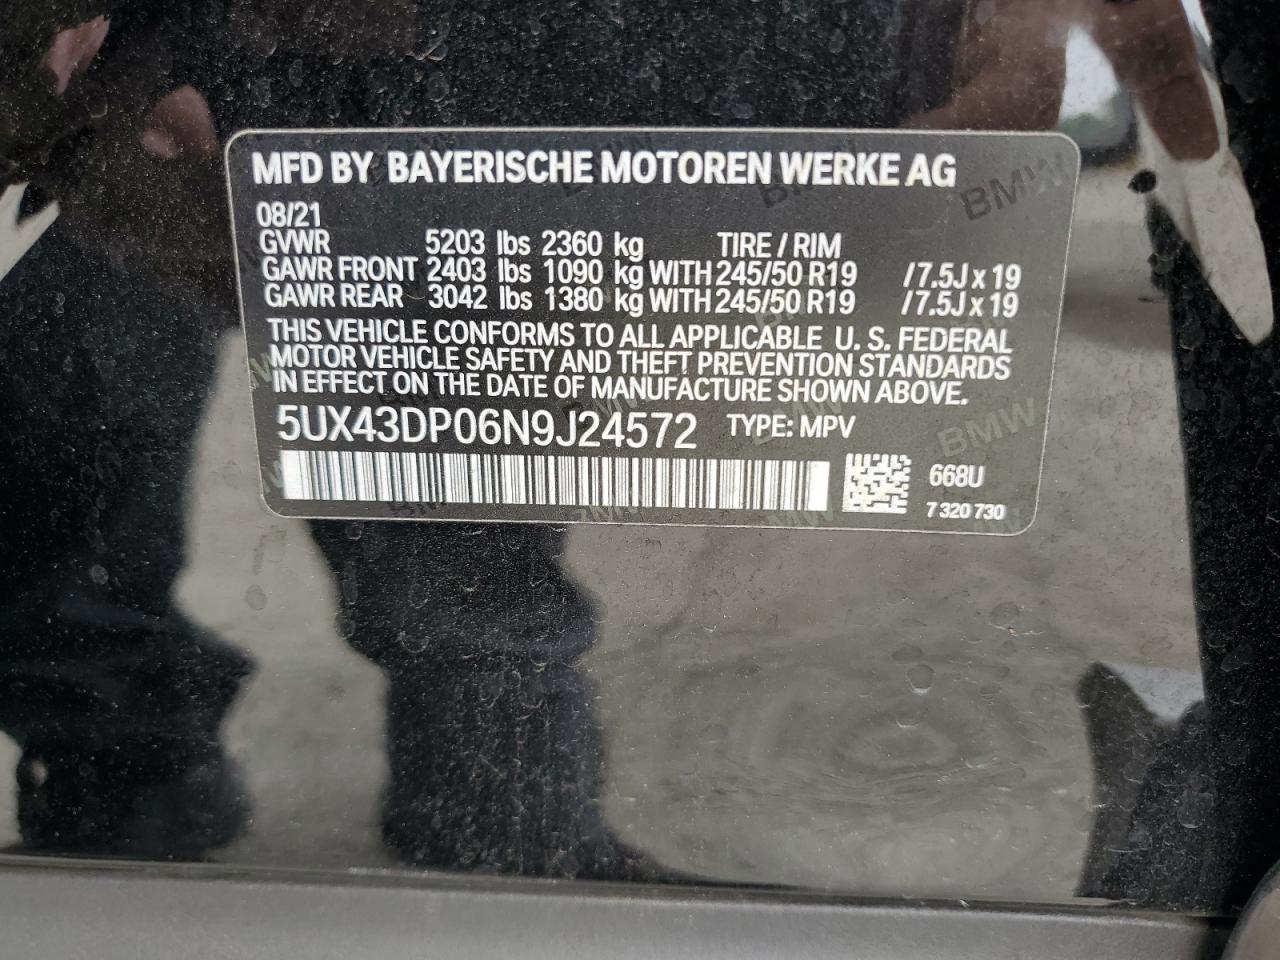 MFD BY BAYERISCHE MOTOREN WERKE AG
08/21
GVWR 5203 lbs 2360 kg TIRE / RIM
GAWR FRONT 2403 lbs 1090 kg WITH 245/50 R19 /7.5J x 19
GAWR REAR 3042 lbs 1380 kg WITH 245/50 R19 /7.5J x 19
THIS VEHICLE CONFORMS TO ALL APPLICABLE U. S. FEDERAL
MOTOR VEHICLE SAFETY AND THEFT PREVENTION STANDARDS
IN EFFECT ON THE DATE OF MANUFACTURE SHOWN ABOVE.
5UX43DP06N9J24572 TYPE: MPV
668U
7 320 730
BMW
BMW
BMW